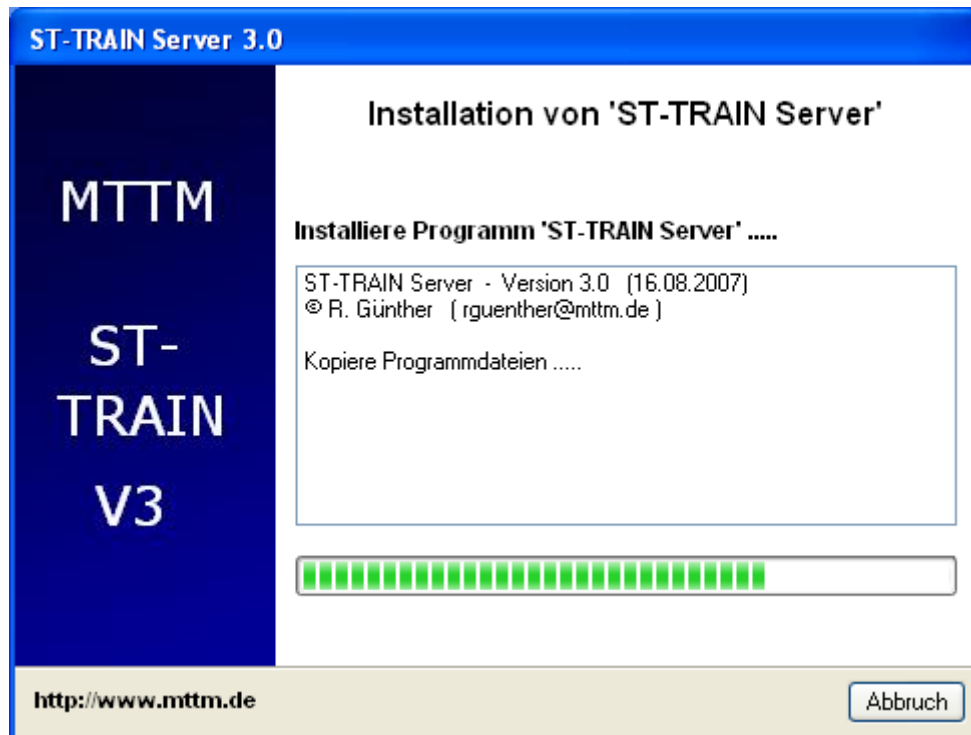 ST-TRAIN Server 3.0
MTTM
ST-
TRAIN
V3
Installation von 'ST-TRAIN Server'
Installiere Programm 'ST-TRAIN Server' .....
ST-TRAIN Server - Version 3.0 (16.08.2007)
© R. Günther ( rguenther@mttm.de )
Kopiere Programmdateien .....
http://www.mttm.de
Abbruch